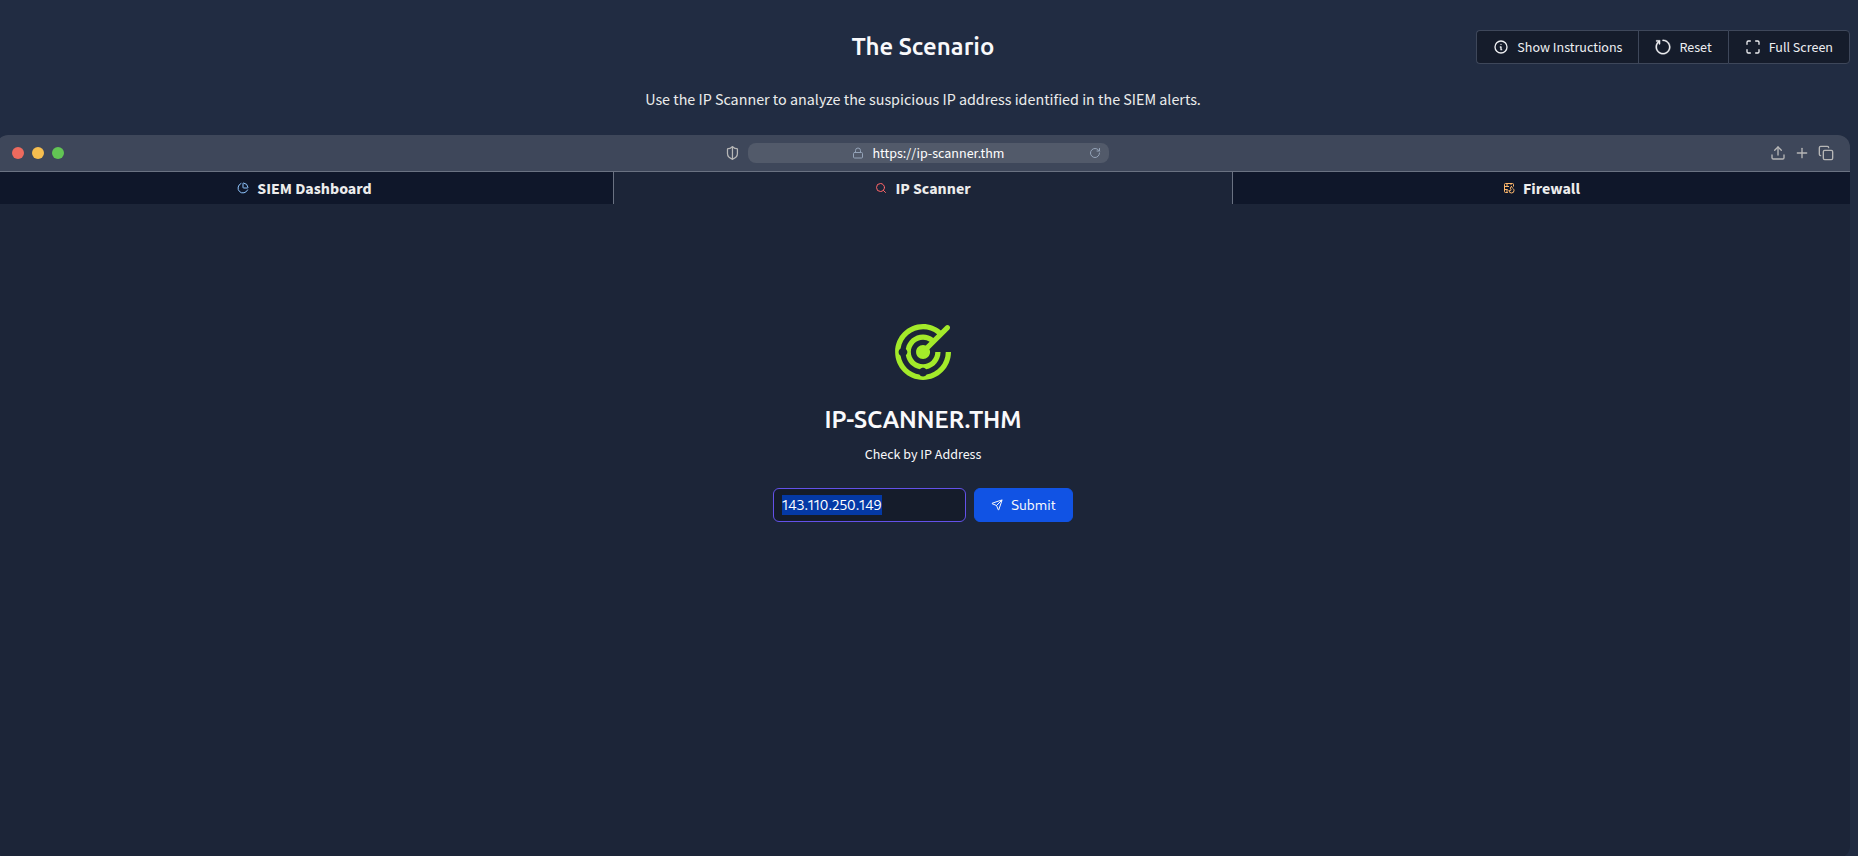 The Scenario
Show Instructions
Reset
Full Screen
Use the IP Scanner to analyze the suspicious IP address identified in the SIEM alerts.
https://ip-scanner.thm
SIEM Dashboard
IP Scanner
Firewall
IP-SCANNER.THM
Check by IP Address
143.110.250.149
Submit